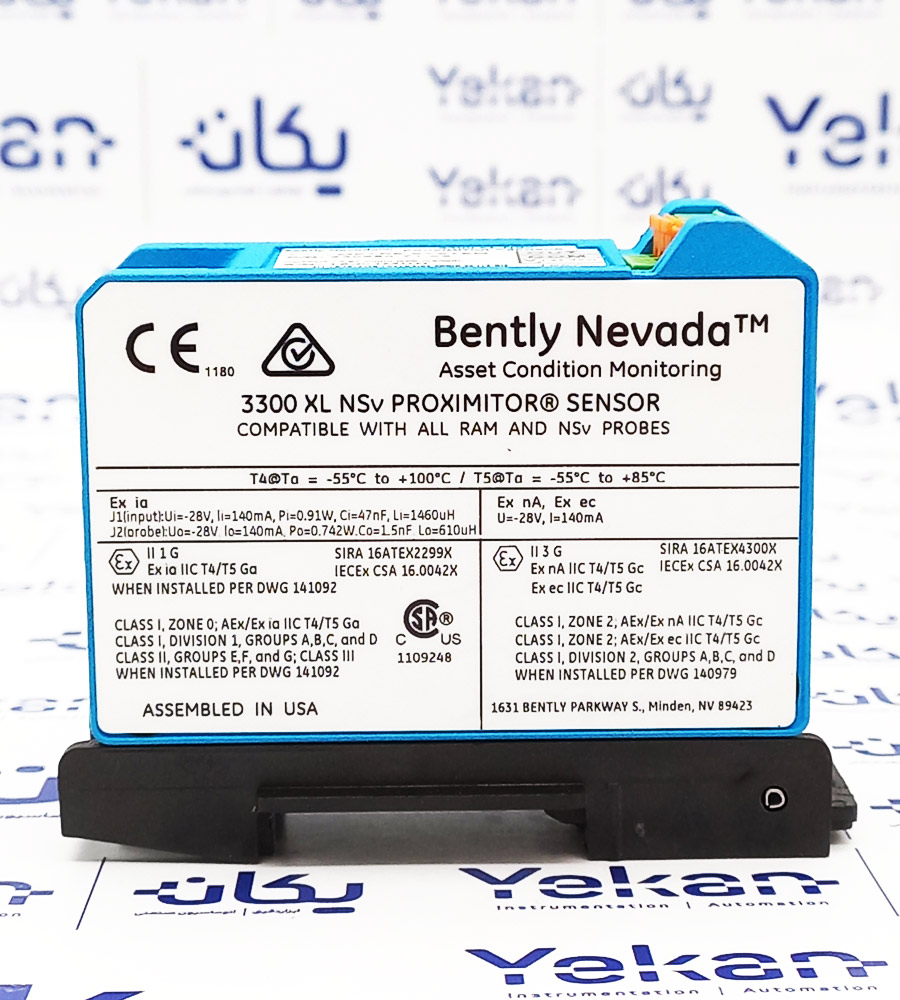 Yekan
یکان
یکان
Yekan
یکان
Bently Nevada™
Asset Condition Monitoring
CE 1180
3300 XL NSv PROXIMITOR® SENSOR
COMPATIBLE WITH ALL RAM AND NSv PROBES
T4@Ta = -55°C to +100°C / T5@Ta = -55°C to +85°C
Ex ia
J1(input):Ui=-28V, Ii=140mA, Pi=0.91W, Ci=47nF, Li=1460uH
J2(probe):Uo=-28V, Io=140mA, Po=0.742W.Co=1.5nF, Lo=610uH
Ex nA, Ex ec
U=-28V, I=140mA
Ex II 1 G
Ex ia IIC T4/T5 Ga
SIRA 16ATEX2299X
IECEx CSA 16.0042X
WHEN INSTALLED PER DWG 141092
CLASS I, ZONE 0; AEx/Ex ia IIC T4/T5 Ga
CLASS I, DIVISION 1, GROUPS A,B,C, and D
CLASS II, GROUPS E,F, and G; CLASS III
WHEN INSTALLED PER DWG 141092
SA®
C US
1109248
ASSEMBLED IN USA
Ex II 3 G
Ex nA IIC T4/T5 Gc
Ex ec IIC T4/T5 Gc
SIRA 16ATEX4300X
IECEx CSA 16.0042X
CLASS I, ZONE 2; AEx/Ex nA IIC T4/T5 Gc
CLASS I, ZONE 2; AEx/Ex ec IIC T4/T5 Gc
CLASS I, DIVISION 2, GROUPS A,B,C, and D
WHEN INSTALLED PER DWG 140979
1631 BENTLY PARKWAY S., Minden, NV 89423
D
یکان
Yekan
Instrumentation | Automation
Yekan
Instrumentation | Automation